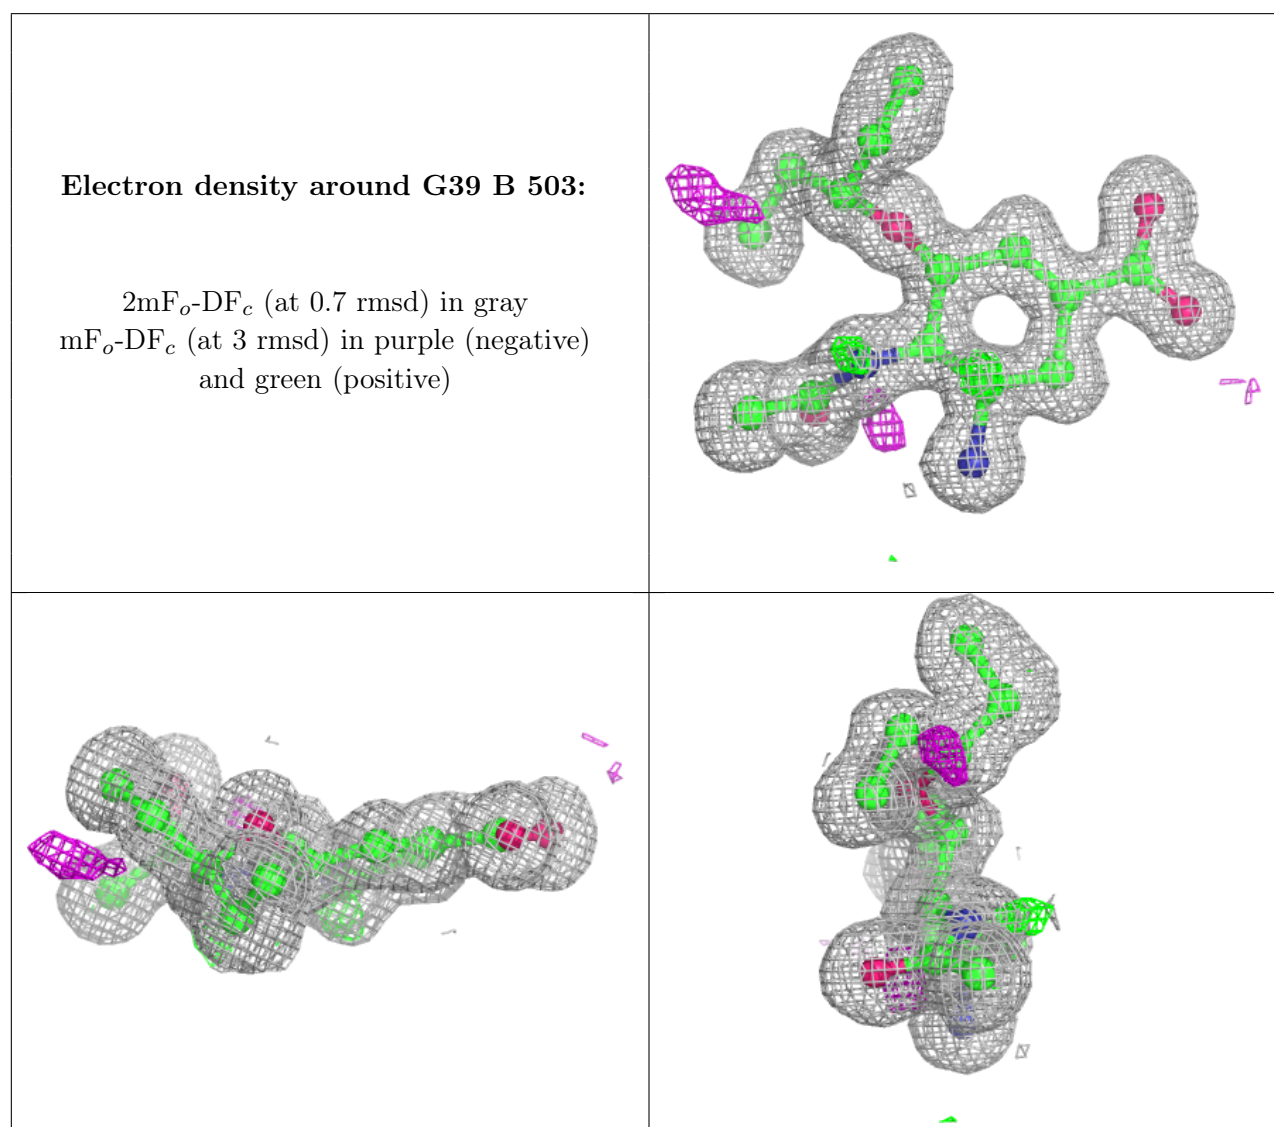 Electron density around G39 B 503:
2mFo-DFc (at 0.7 rmsd) in gray
mFo-DFc (at 3 rmsd) in purple (negative)
and green (positive)